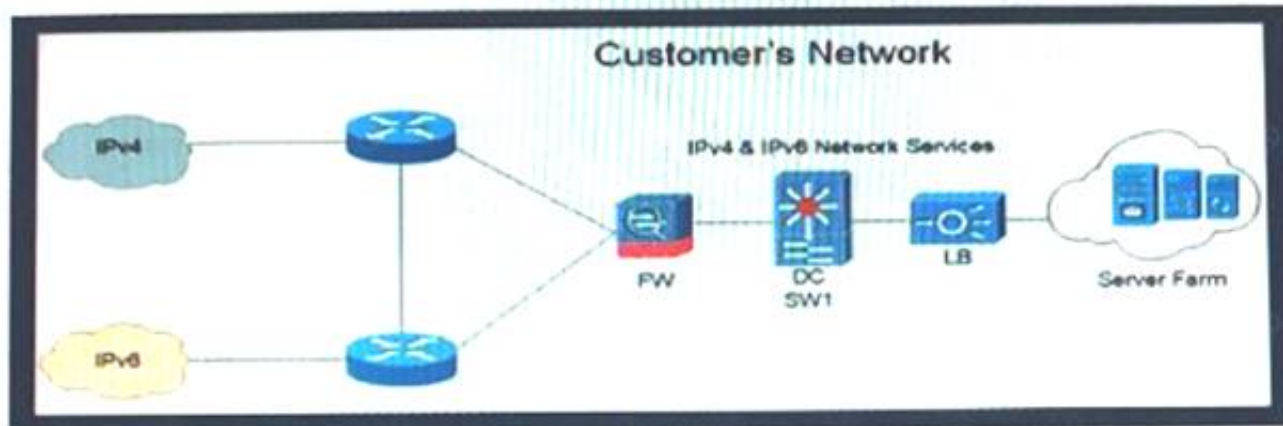 Customer's Network
IPv4
IPv4 & IPv6 Network Services
FW
DC
SW1
LB
Server Farm
IPv6